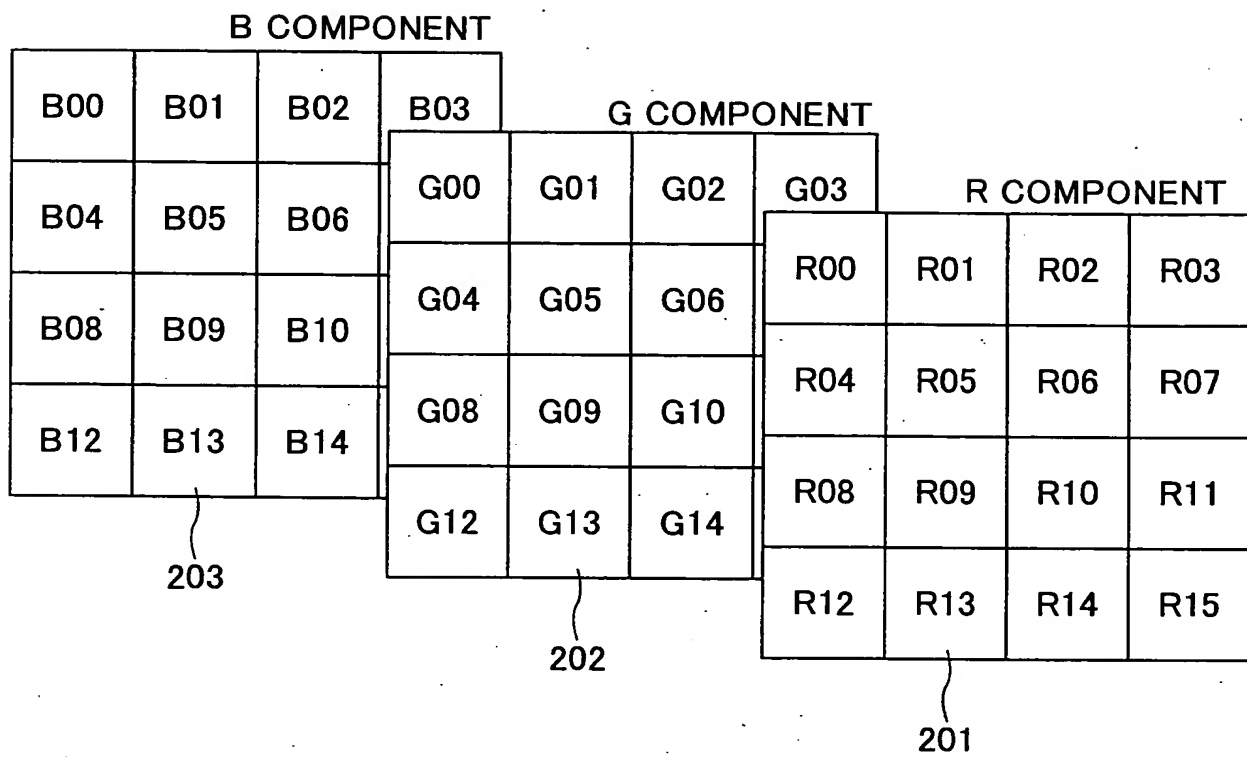 B COMPONENT
B00 B01 B02 B03
B04 B05 B06
B08 B09 B10
B12 B13 B14
203
G COMPONENT
G00 G01 G02 G03
G04 G05 G06
G08 G09 G10
G12 G13 G14
202
R COMPONENT
R00 R01 R02 R03
R04 R05 R06 R07
R08 R09 R10 R11
R12 R13 R14 R15
201